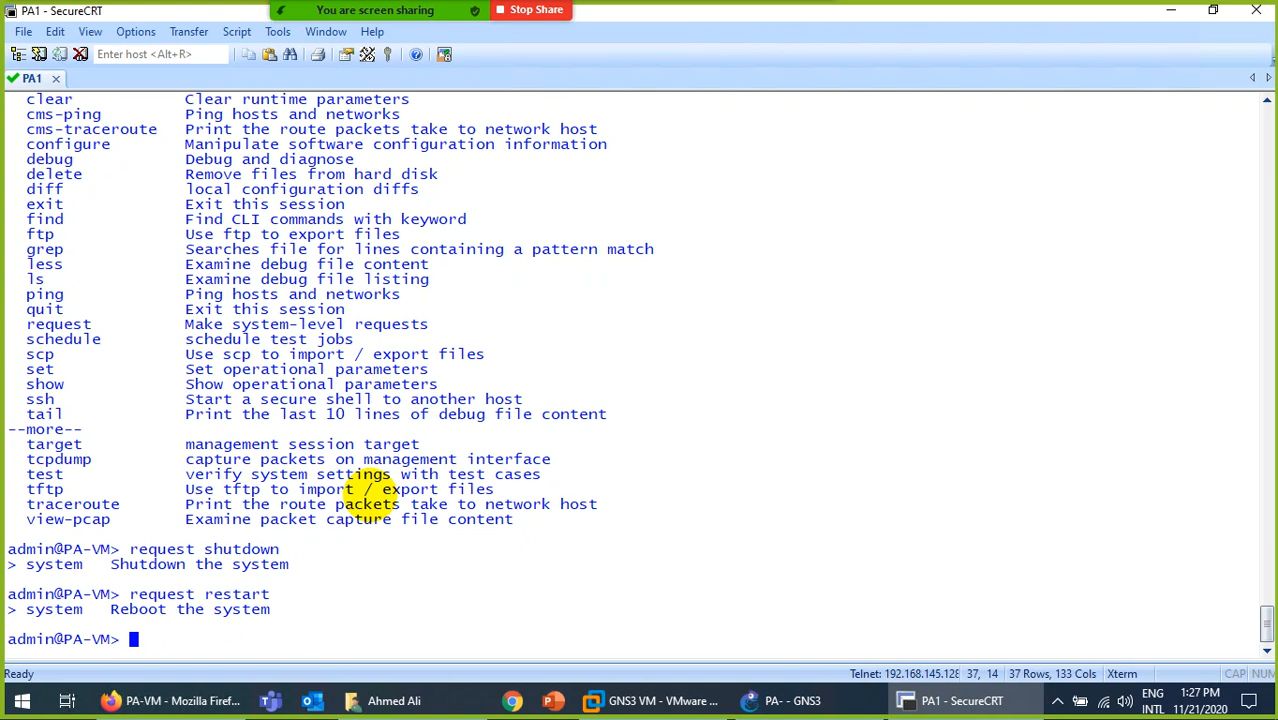 PA1 - SecureCRT
You are screen sharing
Stop Share
File Edit View Options Transfer Script Tools Window Help
Enter host <Alt+R>
PA1
clear Clear runtime parameters
cms-ping Ping hosts and networks
cms-traceroute Print the route packets take to network host
configure Manipulate software configuration information
debug Debug and diagnose
delete Remove files from hard disk
diff local configuration diffs
exit Exit this session
find Find CLI commands with keyword
ftp Use ftp to export files
grep Searches file for lines containing a pattern match
less Examine debug file content
ls Examine debug file listing
ping Ping hosts and networks
quit Exit this session
request Make system-level requests
schedule schedule test jobs
scp Use scp to import / export files
set Set operational parameters
show Show operational parameters
ssh Start a secure shell to another host
tail Print the last 10 lines of debug file content
--more--
target management session target
tcpdump capture packets on management interface
test verify system settings with test cases
tftp Use tftp to import / export files
traceroute Print the route packets take to network host
view-pcap Examine packet capture file content
admin@PA-VM> request shutdown
> system Shutdown the system
admin@PA-VM> request restart
> system Reboot the system
admin@PA-VM>
Ready Telnet: 192.168.145.128 37, 14 37 Rows, 133 Cols Xterm CAP NUM
PA-VM - Mozilla Firef... Ahmed Ali GNS3 VM - VMware ... PA- - GNS3 PA1 - SecureCRT
ENG
INTL
1:27 PM
11/21/2020